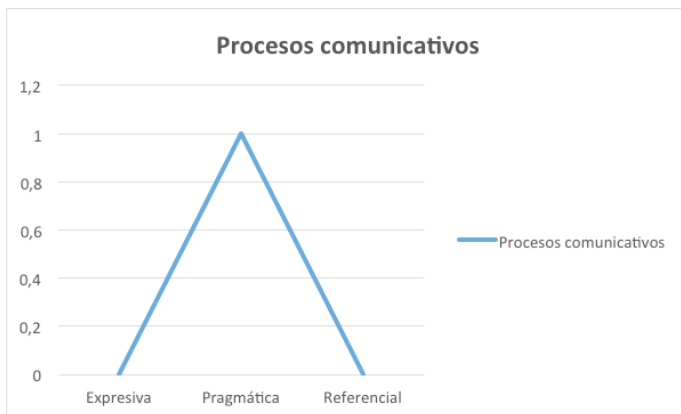 Procesos comunicativos
1,2
1
0,8
0,6
0,4
0,2
0
Procesos comunicativos
Expresiva Pragmática Referencial